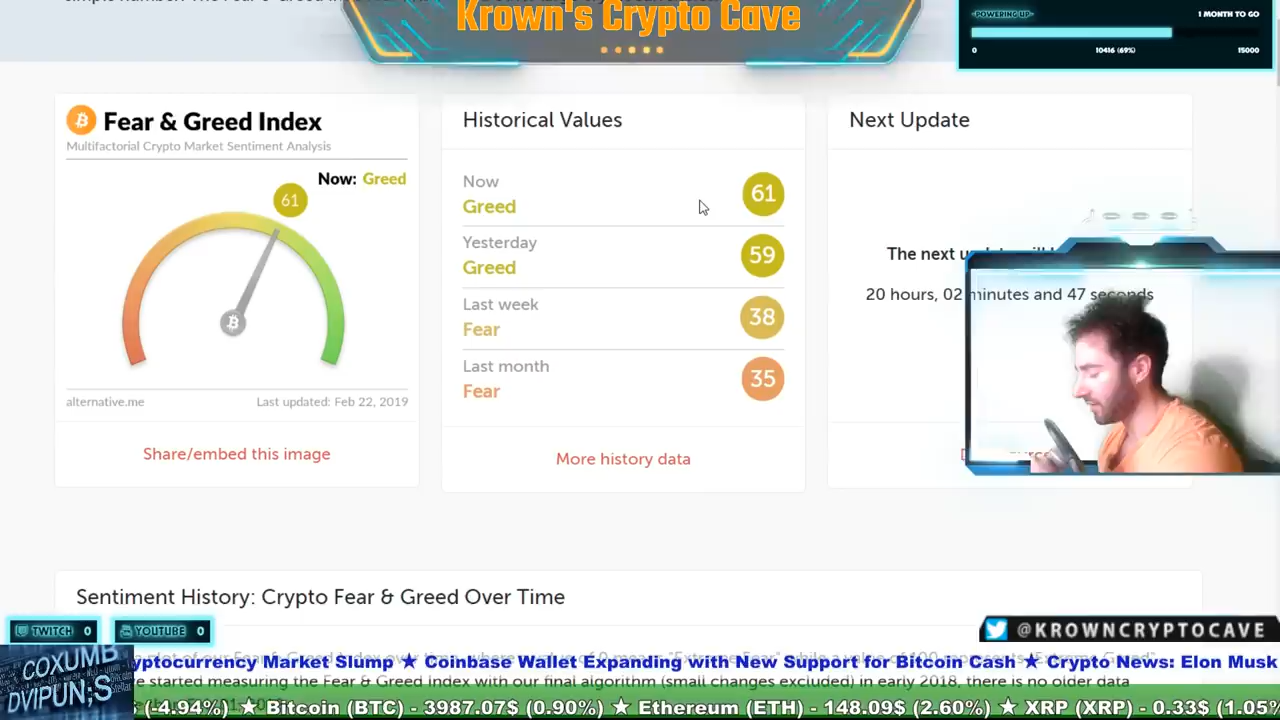 Krown's Crypto Cave
-POWERING UP-
1 MONTH TO GO
0
10416 (69%)
15000
Fear & Greed Index
Multifactorial Crypto Market Sentiment Analysis
Now: Greed
61
alternative.me
Last updated: Feb 22, 2019
Share/embed this image
Historical Values
Now
Greed
61
Yesterday
Greed
59
Last week
Fear
38
Last month
Fear
35
More history data
Next Update
The next
20 hours, 02 minutes and 47 seconds
Sentiment History: Crypto Fear & Greed Over Time
TWITCH 0
YOUTUBE 0
@KROWNCRYPTOCAVE
yptocurrency Market Slump ★ Coinbase Wallet Expanding with New Support for Bitcoin Cash ★ Crypto News: Elon Musk
started measuring the Fear & Greed index with our final algorithm (small changes excluded) in early 2018, there is no older data
COXUMB
DVIPUN;S
$ (-4.94%) ★ Bitcoin (BTC) - 3987.07$ (0.90%) ★ Ethereum (ETH) - 148.09$ (2.60%) ★ XRP (XRP) - 0.33$ (1.05%